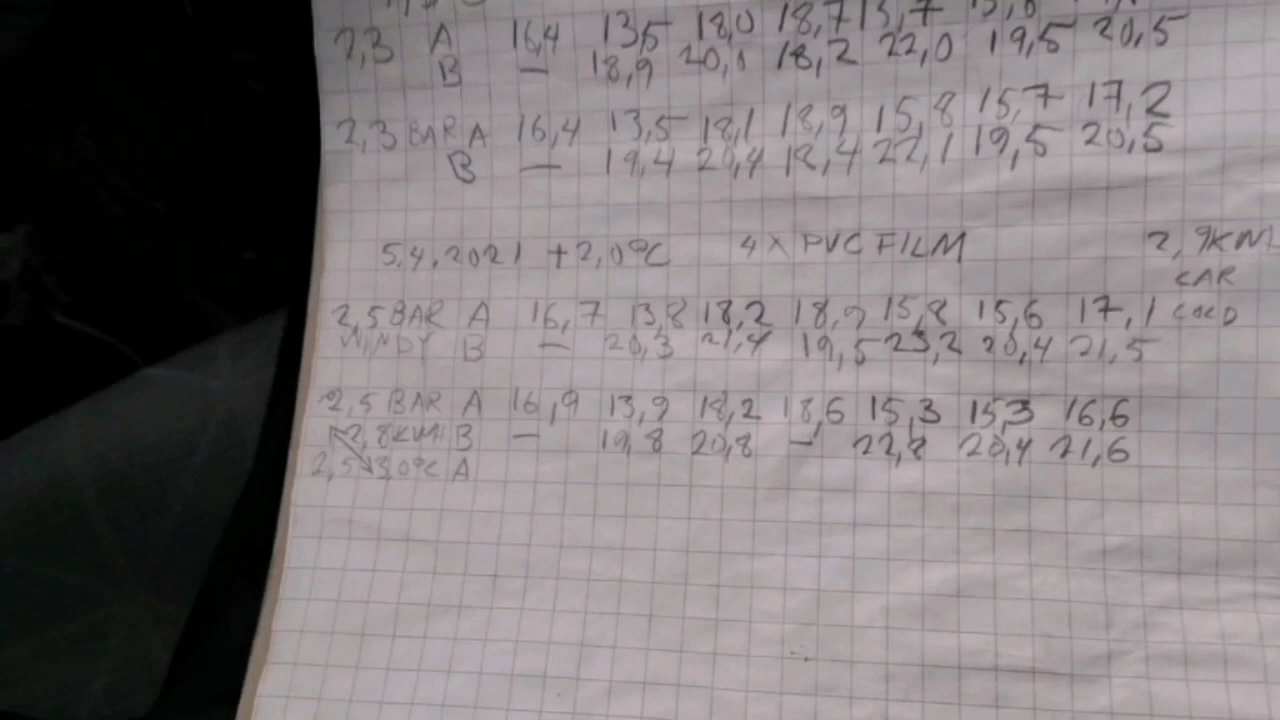 2,3 A 16,4 13,5 18,0 18,7 15,7
B — 18,9 20,1 18,2 22,0 19,5 20,5
2,3 BAR A 16,4 13,5 18,1 18,9 15,8 15,7 17,2
B — 19,4 20,4 18,4 22,1 19,5 20,5
5.4.2021 +2,0°C 4X PVC FILM 2,9KM
CAR
2,5 BAR A 16,7 13,8 18,2 18,9 15,8 15,6 17,1 COLD
WINDY B — 20,3 21,4 19,5 23,2 20,4 21,5
2,5 BAR A 16,9 13,9 18,2 18,6 15,3 15,3 16,6
2,8KM B — 19,8 20,8 — 22,8 20,4 21,6
2,5 3,0°C A